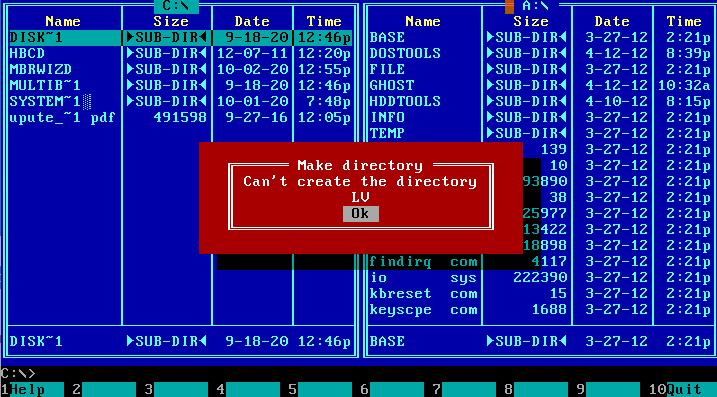 C:\ A:\
Name Size Date Time Name Size Date Time
DISK~1 ►SUB-DIR◄ 9-18-20 12:46p BASE ►SUB-DIR◄ 3-27-12 2:21p
HBCD ►SUB-DIR◄ 12-07-11 12:20p DOSTOOLS ►SUB-DIR◄ 4-12-12 8:39p
MBRWIZD ►SUB-DIR◄ 10-02-20 12:55p FILE ►SUB-DIR◄ 3-27-12 2:21p
MULTIB~1 ►SUB-DIR◄ 9-18-20 12:46p GHOST ►SUB-DIR◄ 4-12-12 10:32a
SYSTEM~1░ ►SUB-DIR◄ 10-01-20 7:48p HDDTOOLS ►SUB-DIR◄ 4-10-12 8:15p
upute_~1 pdf 491598 9-27-16 12:05p INFO ►SUB-DIR◄ 3-27-12 2:21p
TEMP ►SUB-DIR◄ 3-27-12 2:21p
139 3-27-12 2:21p
Make directory 10 3-27-12 2:21p
Can't create the directory 93890 3-27-12 2:21p
LV 38 3-27-12 2:21p
Ok 25977 3-27-12 2:21p
13422 3-27-12 2:21p
18898 3-27-12 2:21p
findirq com 4117 3-27-12 2:21p
io sys 222390 3-27-12 2:21p
kbreset com 15 3-27-12 2:21p
keyscpe com 1688 3-27-12 2:21p
DISK~1 ►SUB-DIR◄ 9-18-20 12:46p BASE ►SUB-DIR◄ 3-27-12 2:21p
C:\>
1Help 2 3 4 5 6 7 8 9 10Quit